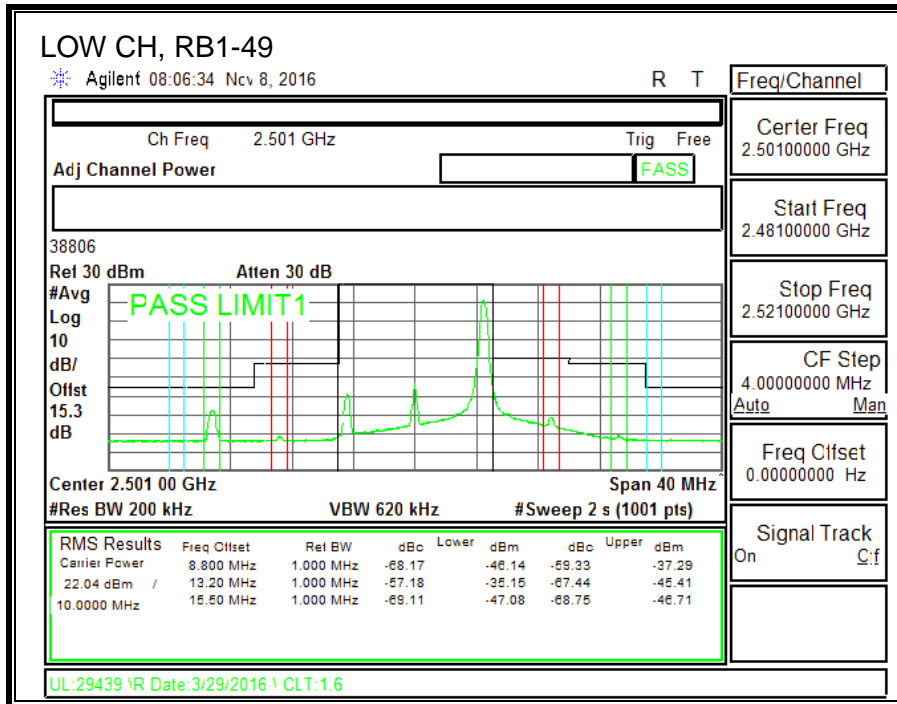 LOW CH, RB1-49
Agilent 08:06:34 Nov 8, 2016 R T
Freq/Channel
Ch Freq 2.501 GHz Trig Free
Adj Channel Power PASS
Center Freq
2.50100000 GHz
Start Freq
2.48100000 GHz
38806
Ref 30 dBm Atten 30 dB
#Avg
Log
10
dB/
Offst
15.3
dB
PASS LIMIT1
Stop Freq
2.52100000 GHz
CF Step
4.00000000 MHz
Auto Man
Freq Offset
0.00000000 Hz
Center 2.501 00 GHz Span 40 MHz
#Res BW 200 kHz VBW 620 kHz #Sweep 2 s (1001 pts)
Signal Track
On Off
RMS Results Freq Offset Ref BW dBc Lower dBm dBc Upper dBm
Carrier Power 8.800 MHz 1.000 MHz -68.17 -46.14 -59.33 -37.29
22.04 dBm / 13.20 MHz 1.000 MHz -57.18 -35.15 -67.44 -45.41
10.0000 MHz 15.50 MHz 1.000 MHz -69.11 -47.08 -68.75 -46.71
UL:29439 \R Date:3/29/2016 \ CLT:1.6